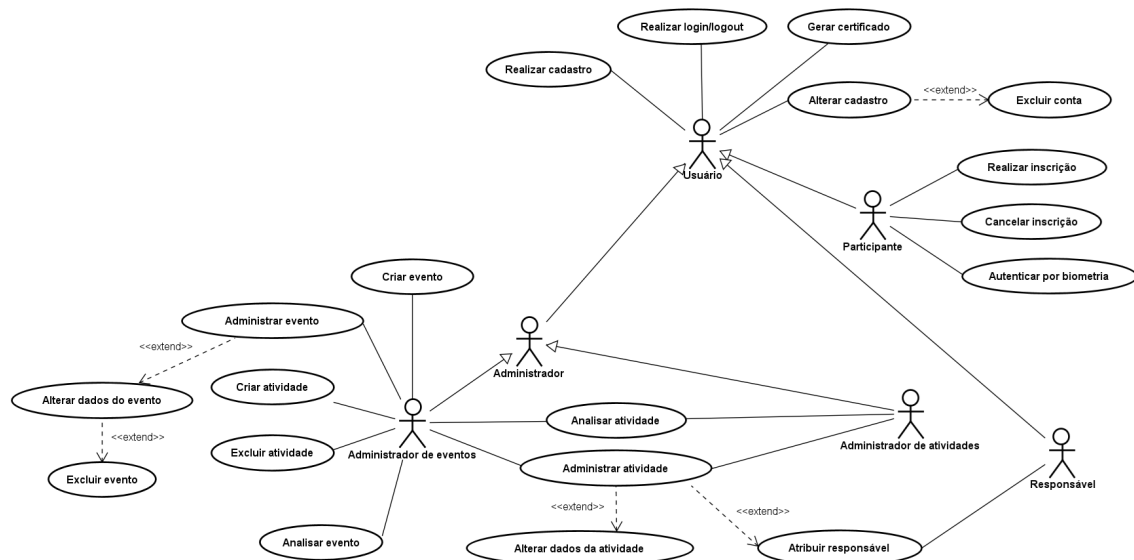 Realizar login/logout
Gerar certificado
Realizar cadastro
Alterar cadastro
<<extend>>
Excluir conta
Usuário
Realizar inscrição
Participante
Cancelar inscrição
Autenticar por biometria
Criar evento
Administrar evento
<<extend>>
Administrador
Alterar dados do evento
Criar atividade
<<extend>>
Excluir atividade
Administrador de eventos
Analisar atividade
Administrador de atividades
Excluir evento
Administrar atividade
Responsável
<<extend>>
<<extend>>
Analisar evento
Alterar dados da atividade
Atribuir responsável